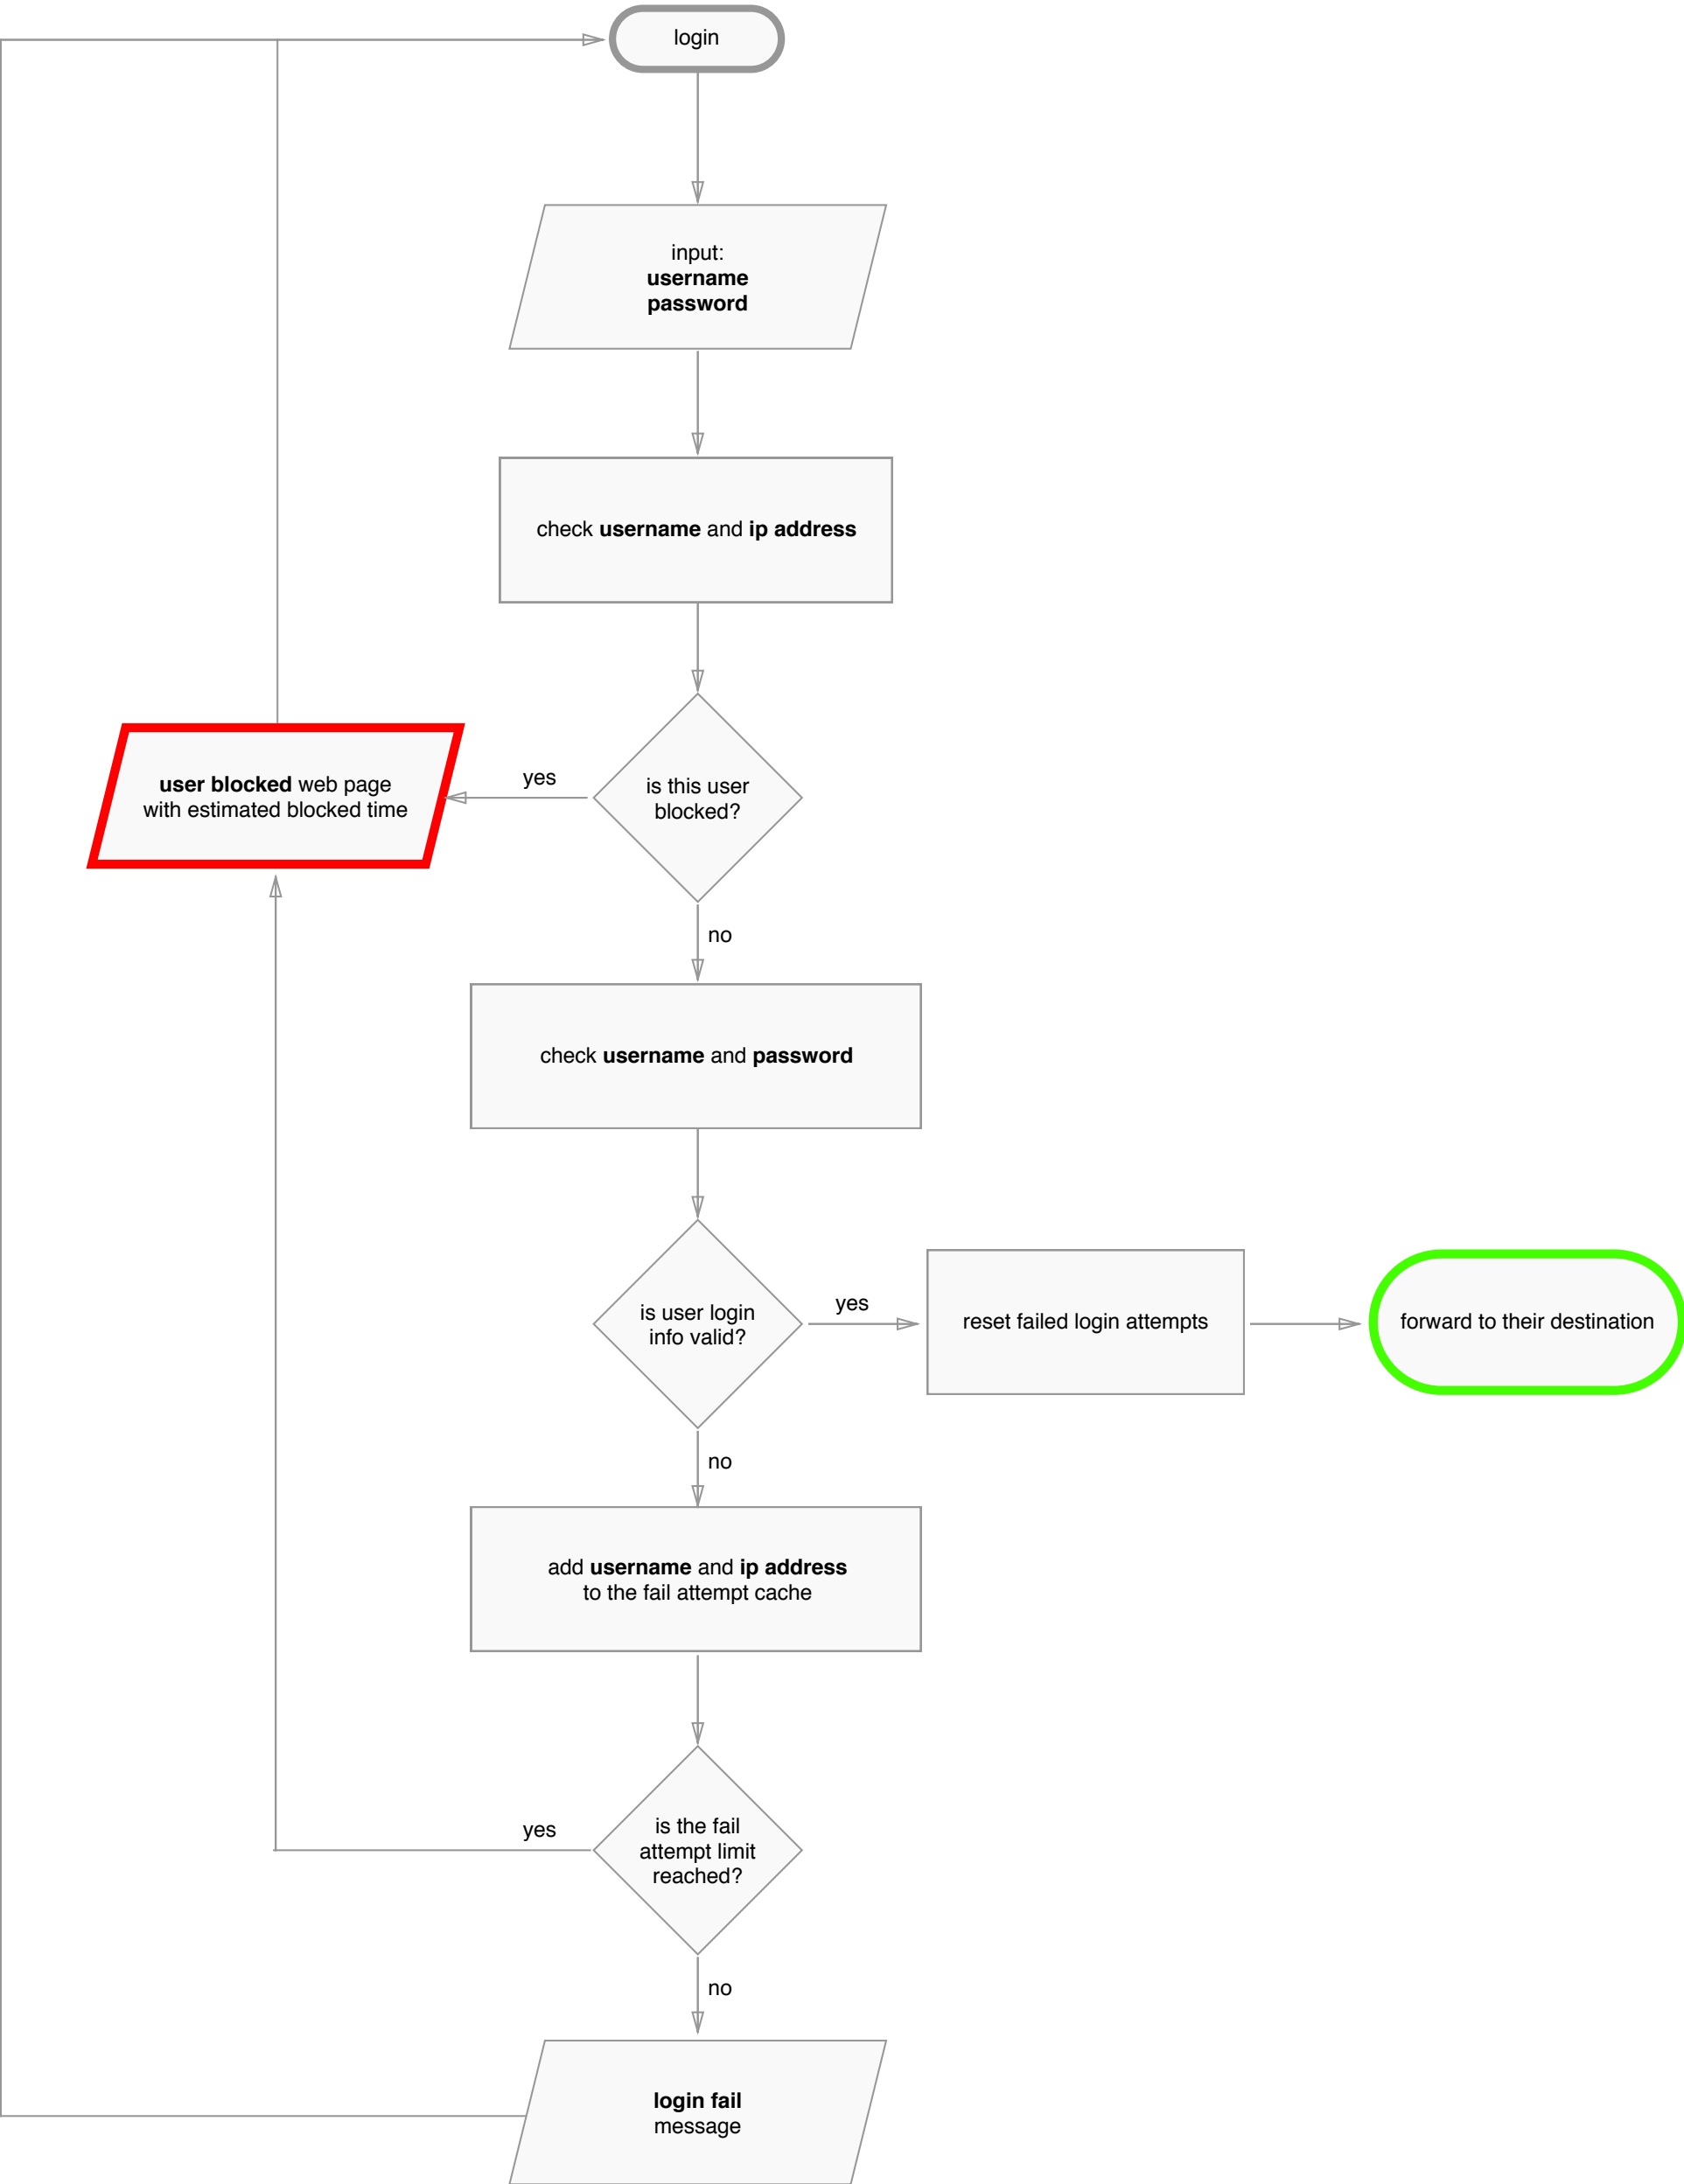 login
input:
username
password
check username and ip address
is this user
blocked?
yes
user blocked web page
with estimated blocked time
no
check username and password
is user login
info valid?
yes
reset failed login attempts
forward to their destination
no
add username and ip address
to the fail attempt cache
is the fail
attempt limit
reached?
yes
no
login fail
message